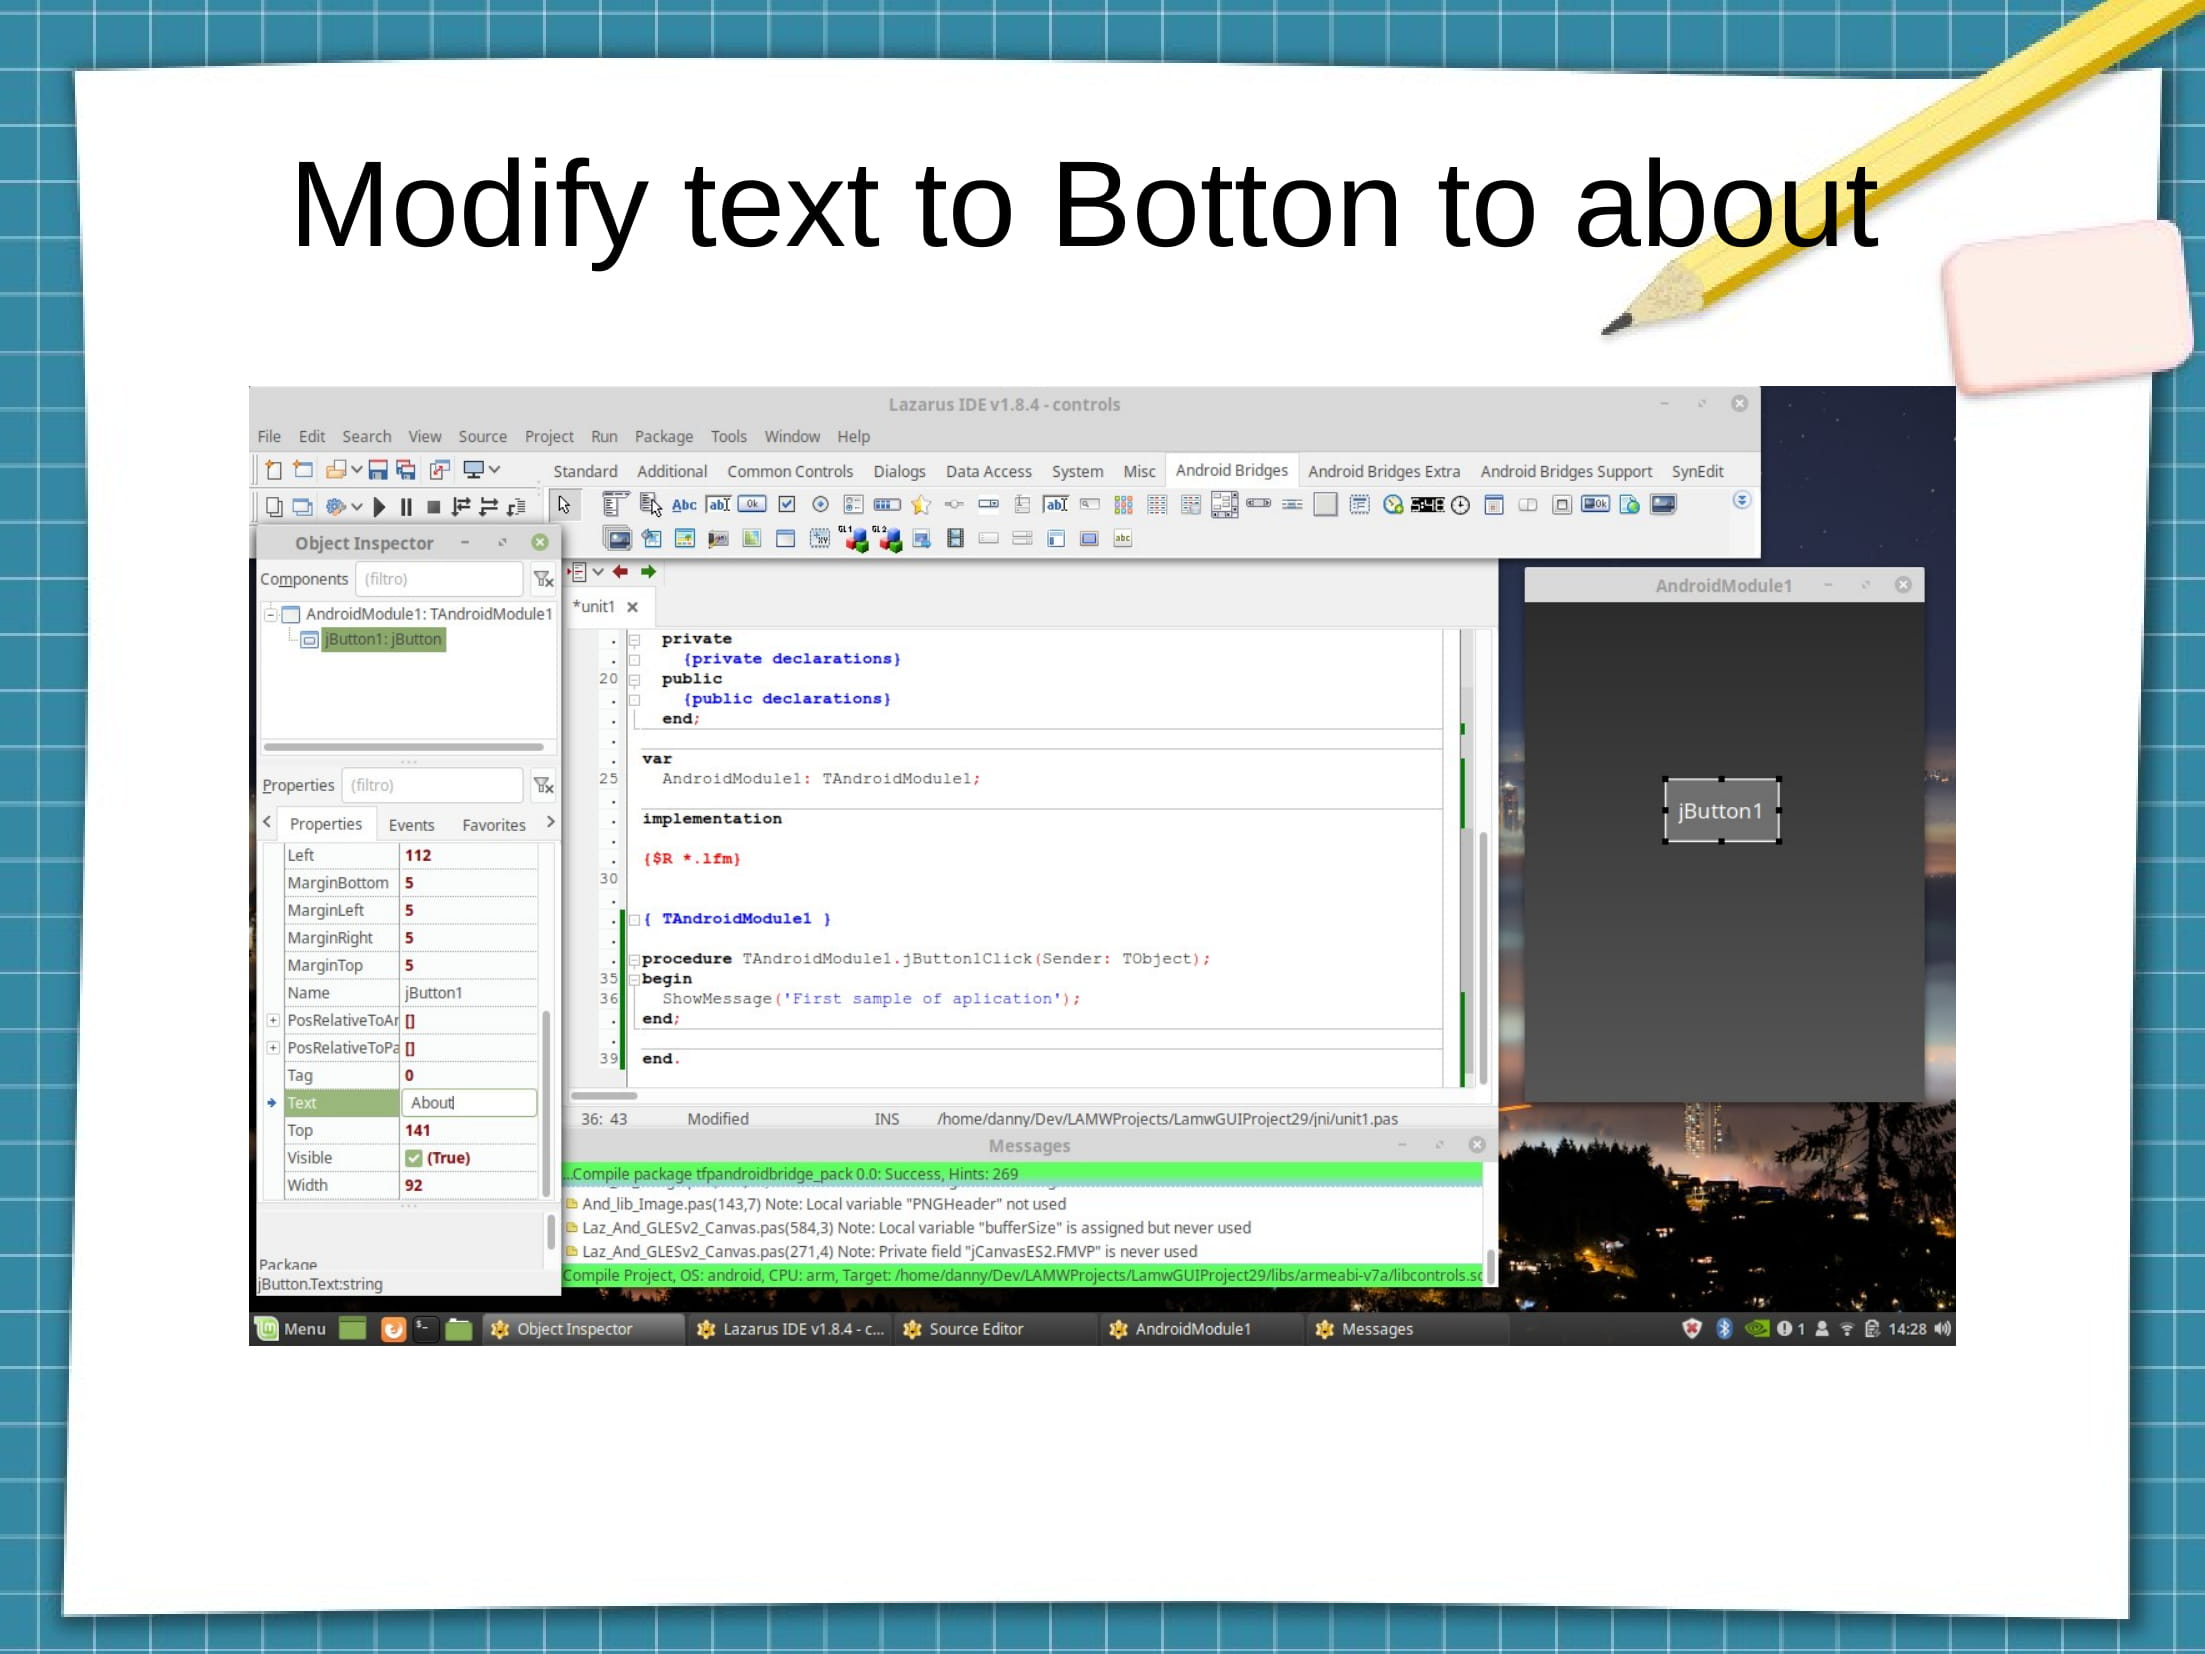 Modify text to Botton to about
Lazarus IDE v1.8.4 - controls
File Edit Search View Source Project Run Package Tools Window Help
Standard Additional Common Controls Dialogs Data Access System Misc Android Bridges Android Bridges Extra Android Bridges Support SynEdit
Abc
Object Inspector
Components (filtro)
AndroidModule1: TAndroidModule1
jButton1: jButton
Properties (filtro)
Properties Events Favorites
Left 112
MarginBottom 5
MarginLeft 5
MarginRight 5
MarginTop 5
Name jButton1
PosRelativeToAr []
PosRelativeToPa []
Tag 0
Text About
Top 141
Visible (True)
Width 92
Package
jButton.Text:string
*unit1
private
{private declarations}
20 public
{public declarations}
end;
var
25 AndroidModule1: TAndroidModule1;
implementation
{$R *.lfm}
30
{ TAndroidModule1 }
procedure TAndroidModule1.jButton1Click(Sender: TObject);
35 begin
36 ShowMessage('First sample of aplication');
end;
39 end.
36: 43 Modified INS /home/danny/Dev/LAMWProjects/LamwGUIProject29/jni/unit1.pas
Messages
...Compile package tfpandroidbridge_pack 0.0: Success, Hints: 269
And_lib_Image.pas(143,7) Note: Local variable "PNGHeader" not used
Laz_And_GLESv2_Canvas.pas(584,3) Note: Local variable "bufferSize" is assigned but never used
Laz_And_GLESv2_Canvas.pas(271,4) Note: Private field "jCanvasES2.FMVP" is never used
Compile Project, OS: android, CPU: arm, Target: /home/danny/Dev/LAMWProjects/LamwGUIProject29/libs/armeabi-v7a/libcontrols.so
AndroidModule1
jButton1
Menu Object Inspector Lazarus IDE v1.8.4 - c... Source Editor AndroidModule1 Messages 1 14:28